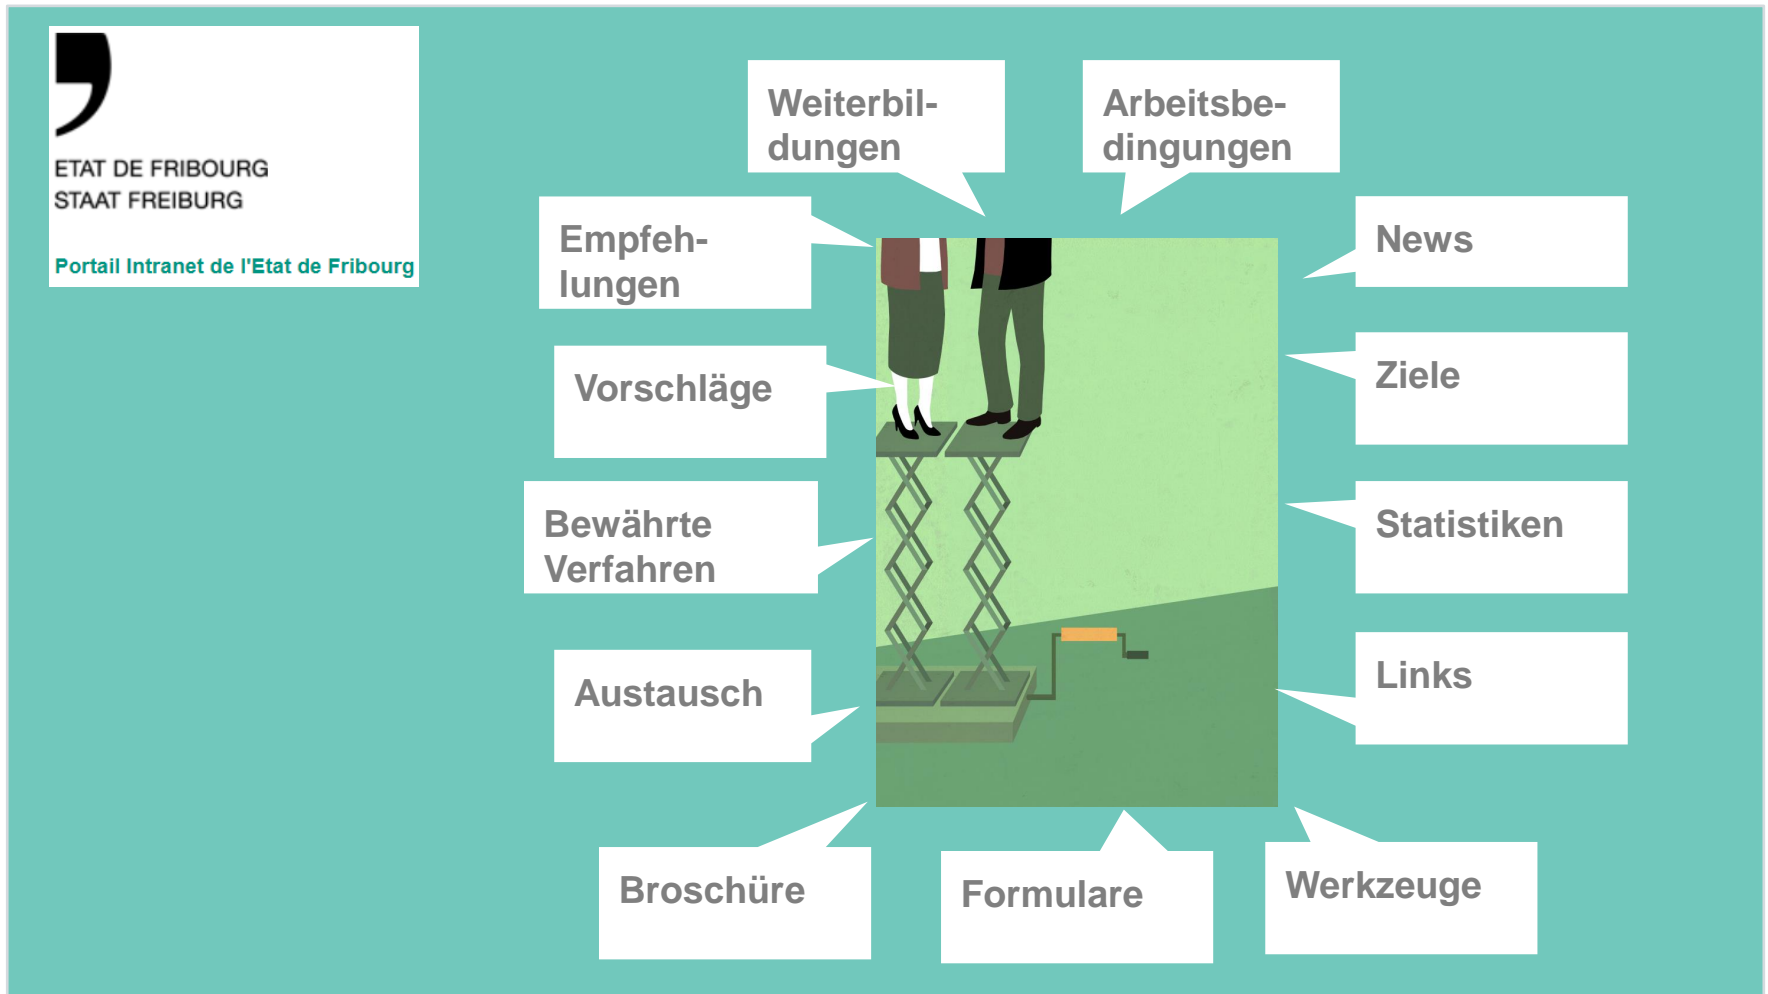 ETAT DE FRIBOURG
STAAT FREIBURG
Portail Intranet de l'Etat de Fribourg
Weiterbil-
dungen
Arbeitsbe-
dingungen
Empfeh-
lungen
News
Vorschläge
Ziele
Bewährte
Verfahren
Statistiken
Austausch
Links
Broschüre
Formulare
Werkzeuge